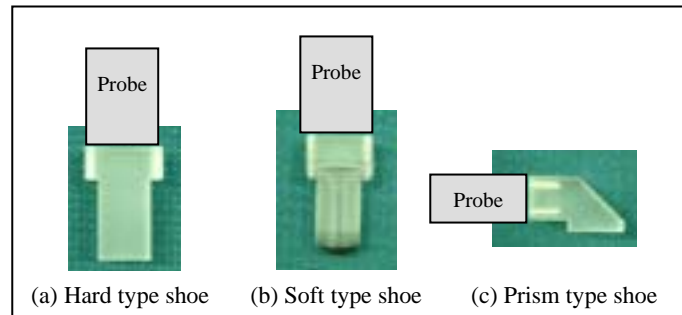 Probe
Probe
Probe
(a) Hard type shoe
(b) Soft type shoe
(c) Prism type shoe